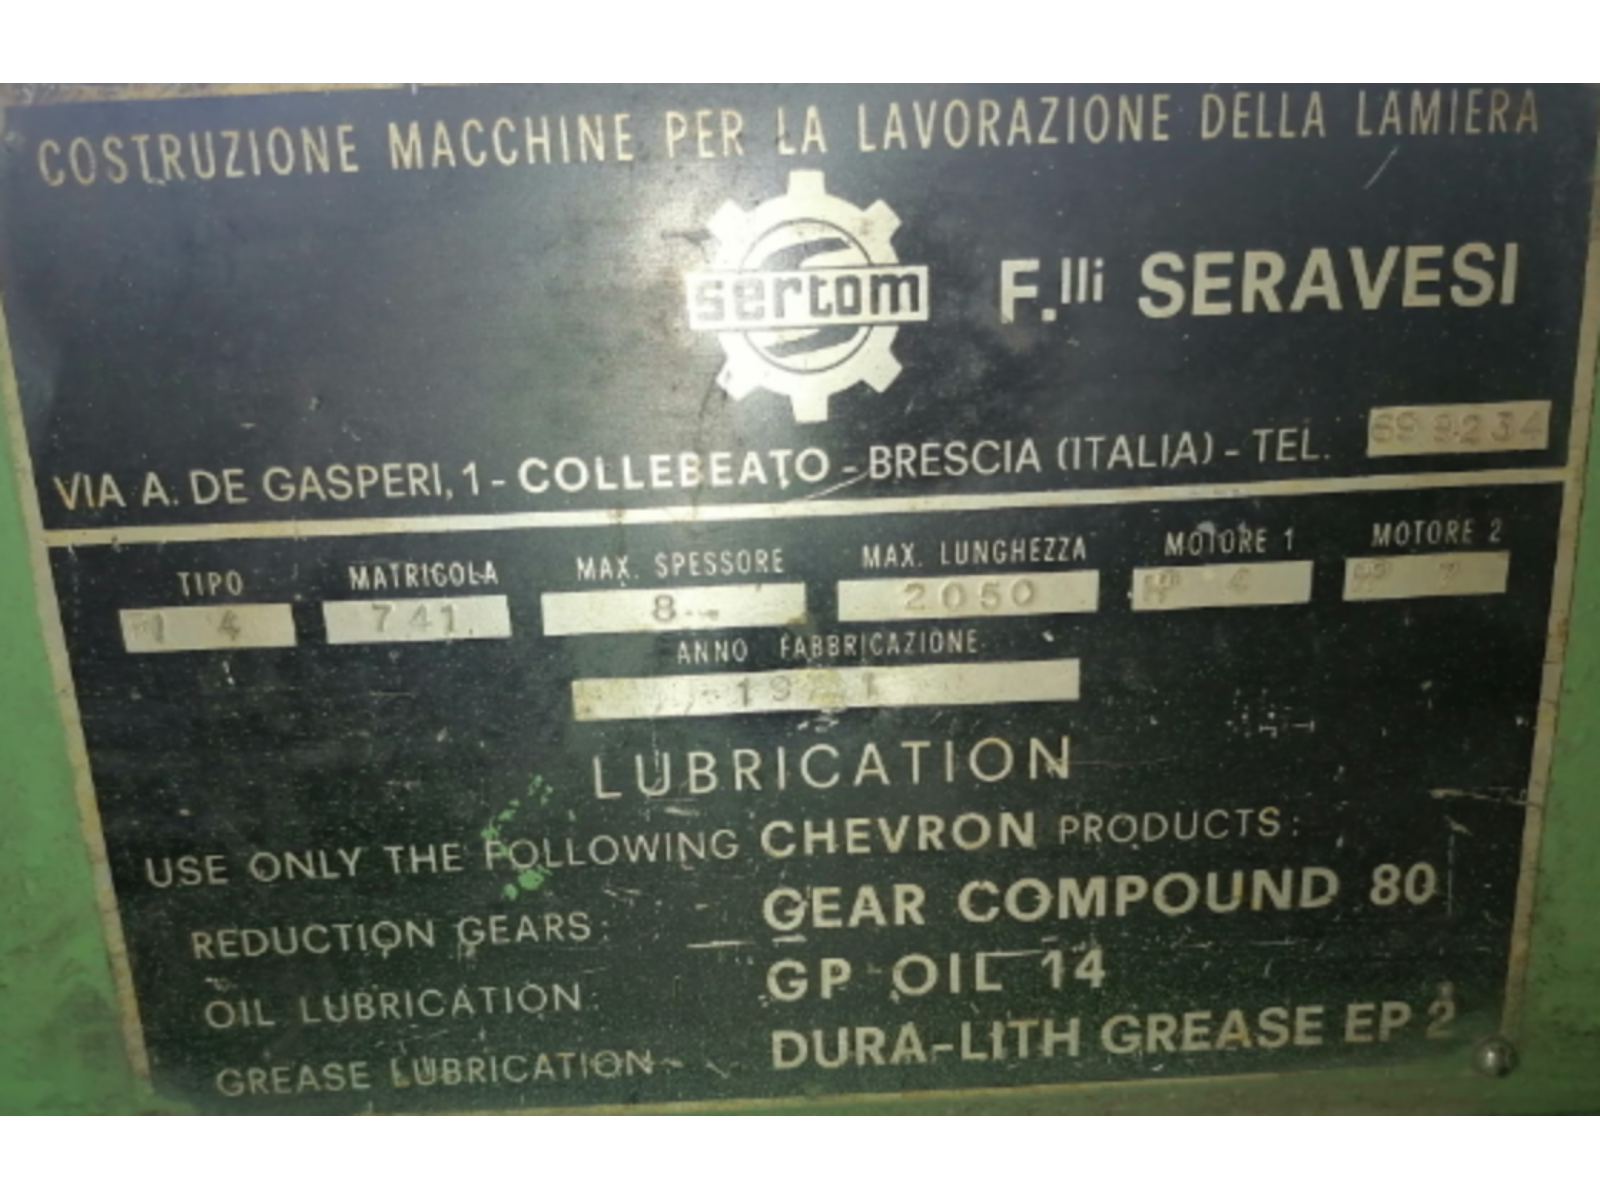 COSTRUZIONE MACCHINE PER LA LAVORAZIONE DELLA LAMIERA
sertom
F.lli SERAVESI
VIA A. DE GASPERI, 1 - COLLEBEATO - BRESCIA (ITALIA) - TEL.
TIPO MATRICOLA MAX. SPESSORE MAX. LUNGHEZZA MOTORE 1 MOTORE 2
741 8 2050
ANNO FABBRICAZIONE
LUBRICATION
USE ONLY THE FOLLOWING CHEVRON PRODUCTS:
REDUCTION GEARS: GEAR COMPOUND 80
OIL LUBRICATION: GP OIL 14
GREASE LUBRICATION DURA-LITH GREASE EP 2